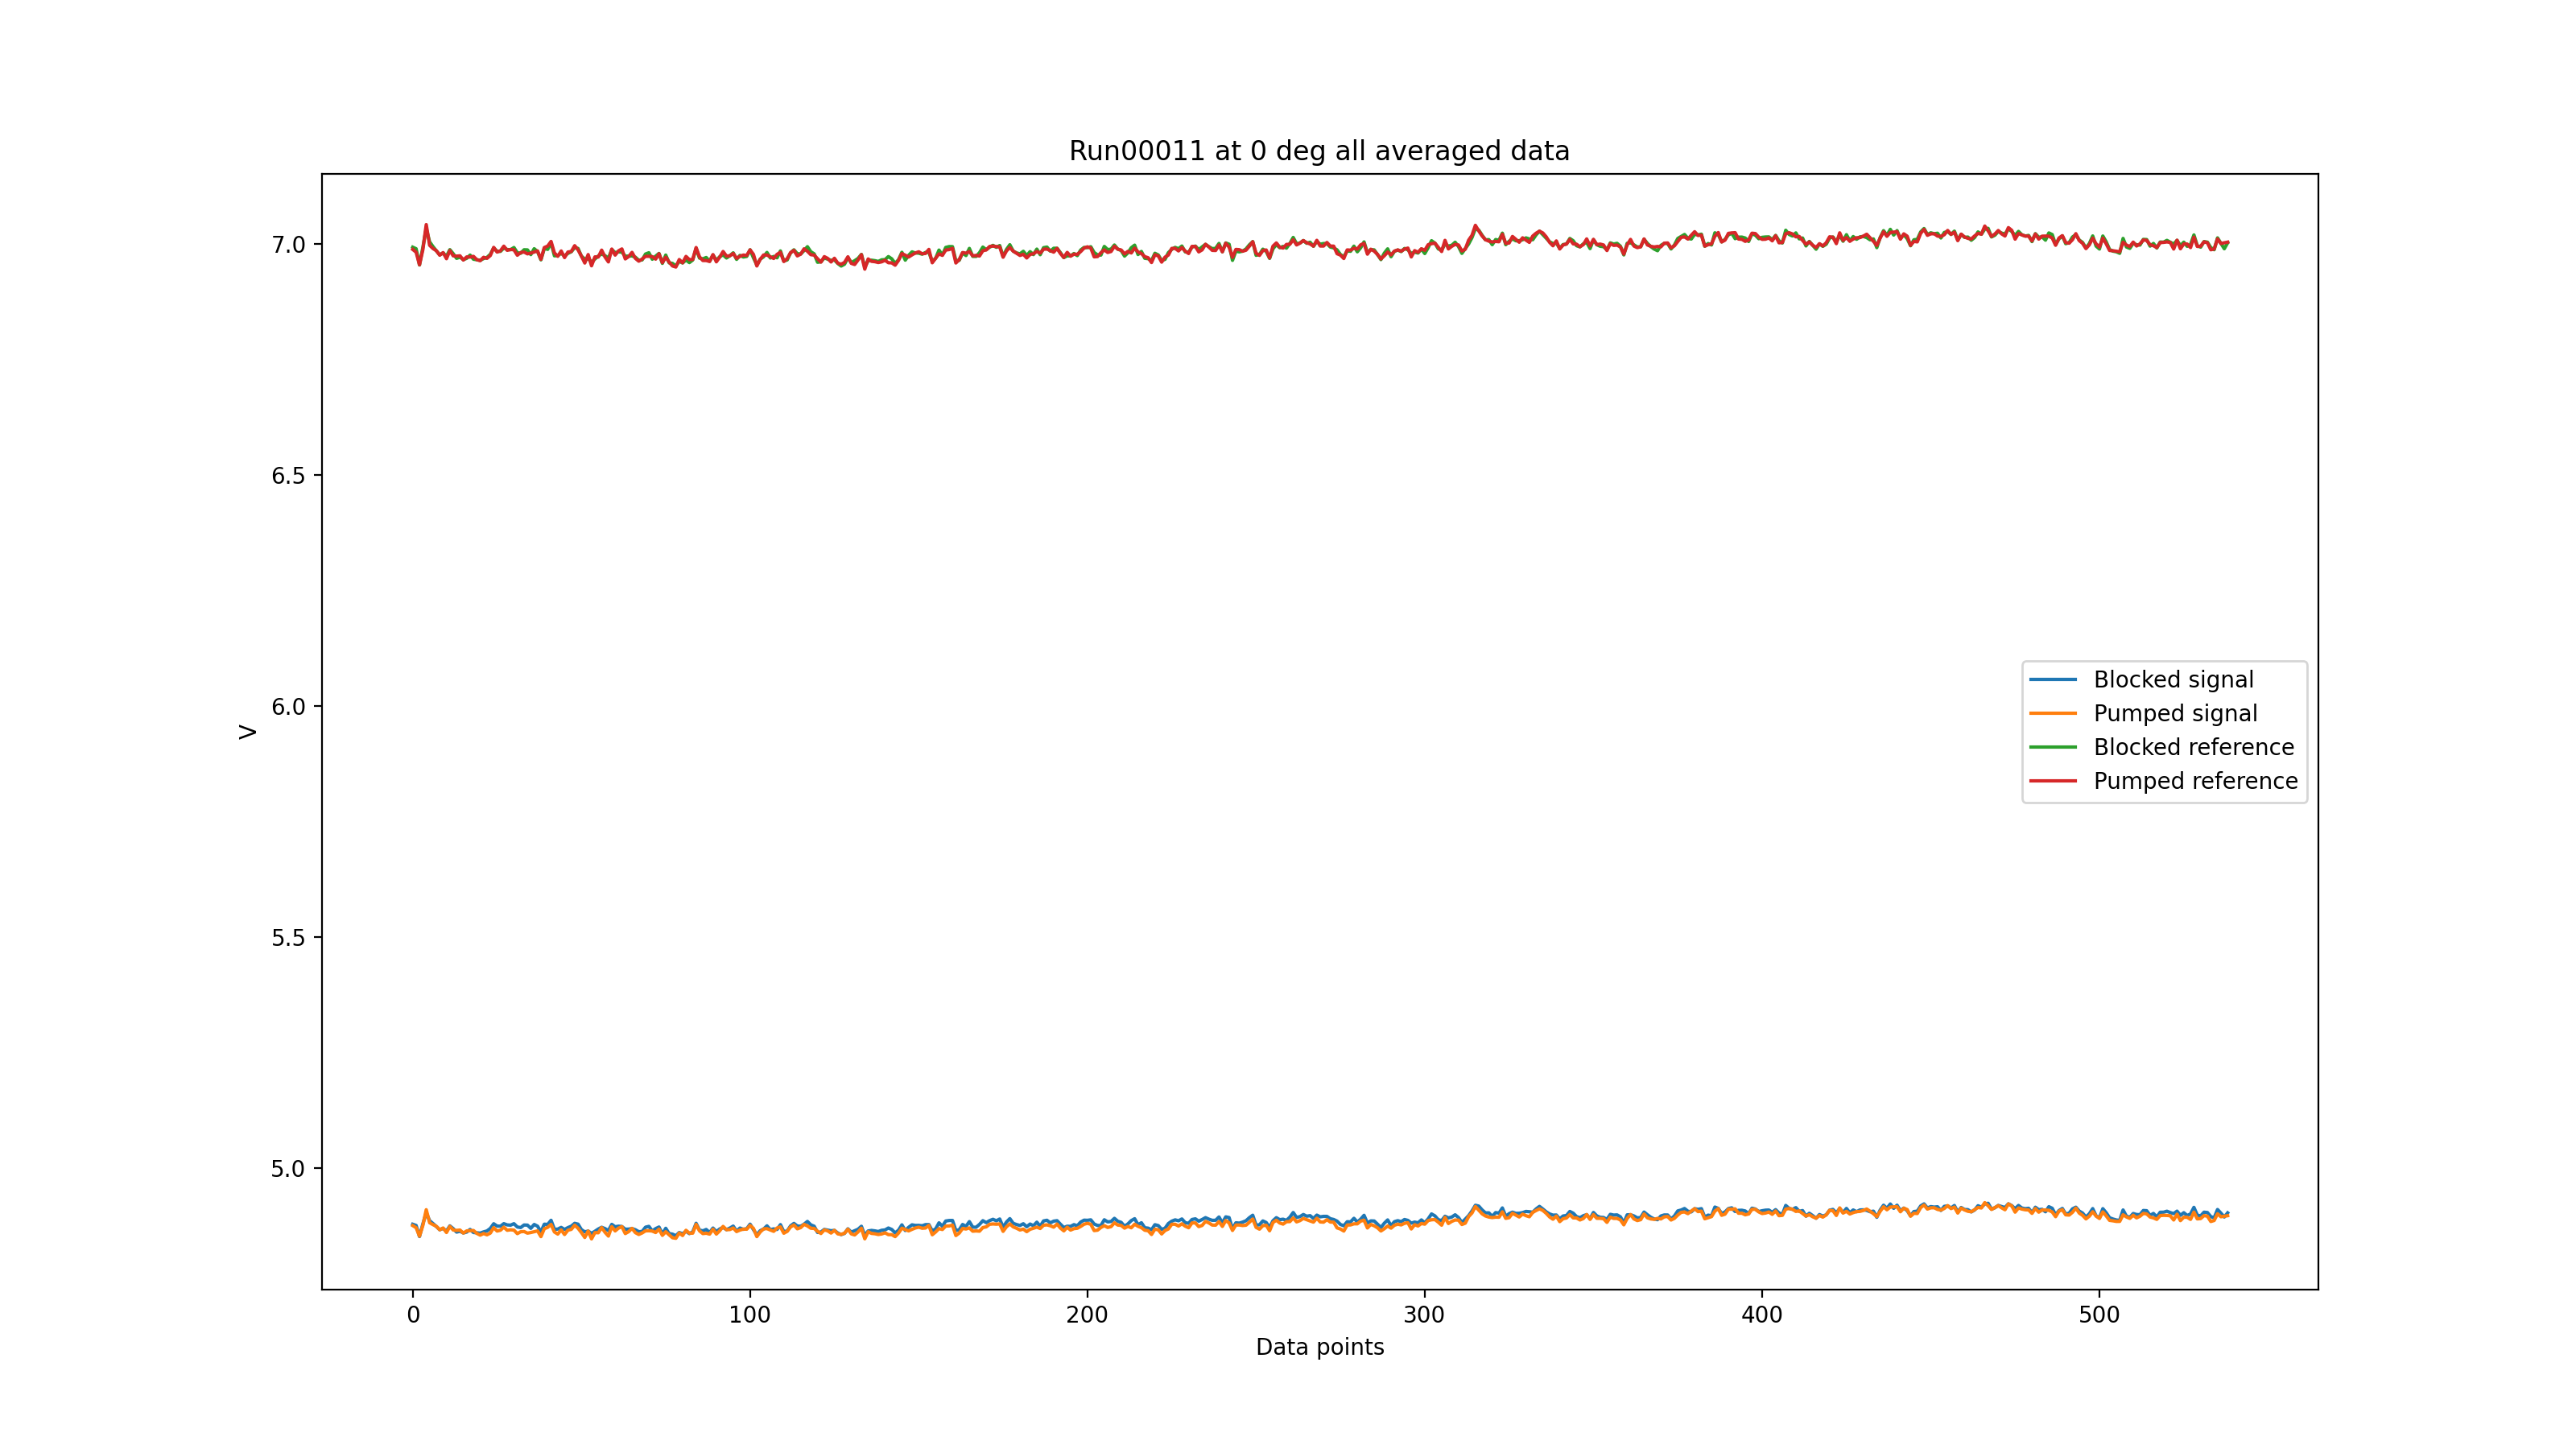 Run00011 at 0 deg all averaged data
7.0
6.5
6.0
5.5
5.0
V
Blocked signal
Pumped signal
Blocked reference
Pumped reference
0 100 200 300 400 500
Data points